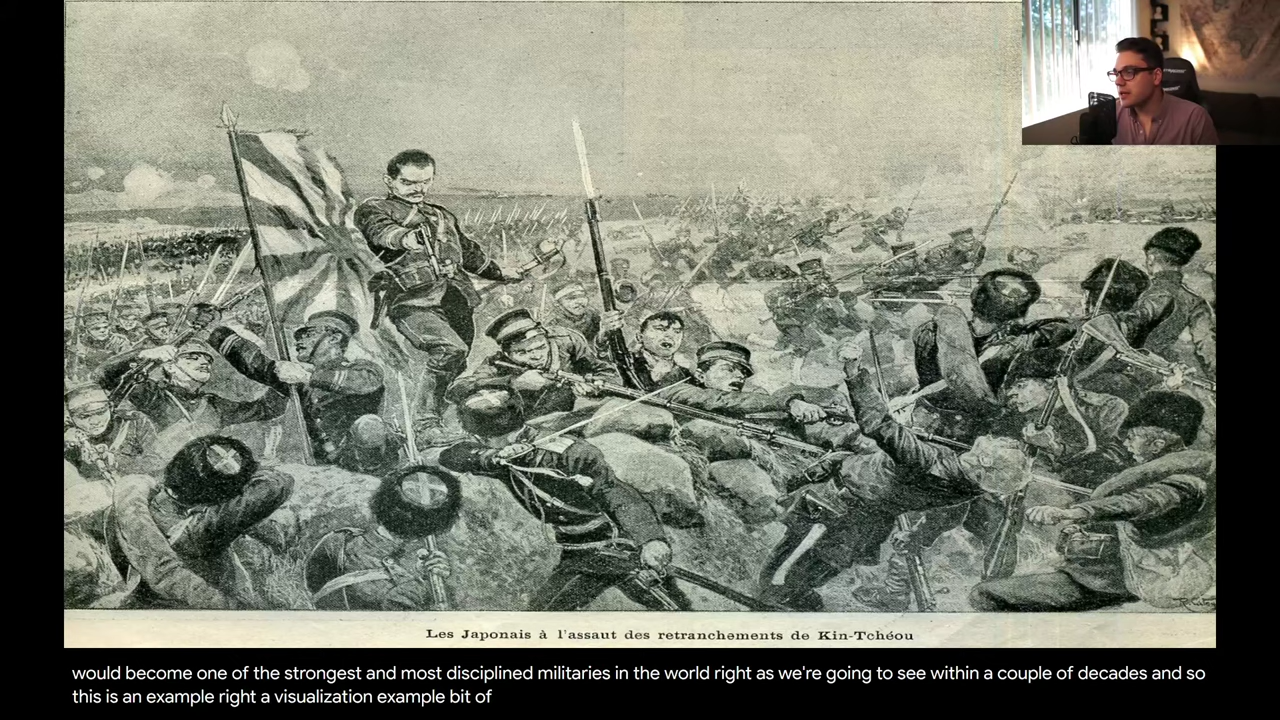 Les Japonais à l'assaut des retranchements de Kin-Tchéou
would become one of the strongest and most disciplined militaries in the world right as we're going to see within a couple of decades and so
this is an example right a visualization example bit of